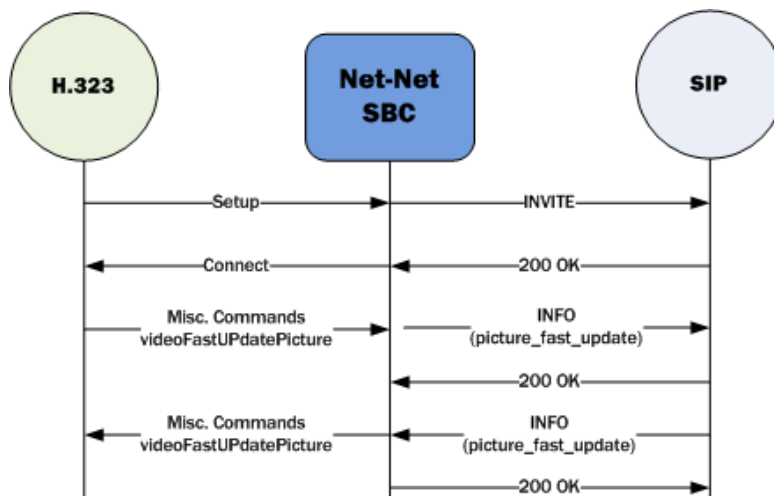 H.323
Net-Net
SBC
SIP
Setup
INVITE
Connect
200 OK
Misc. Commands
videoFastUPdatePicture
INFO
(picture_fast_update)
200 OK
Misc. Commands
videoFastUPdatePicture
INFO
(picture_fast_update)
200 OK